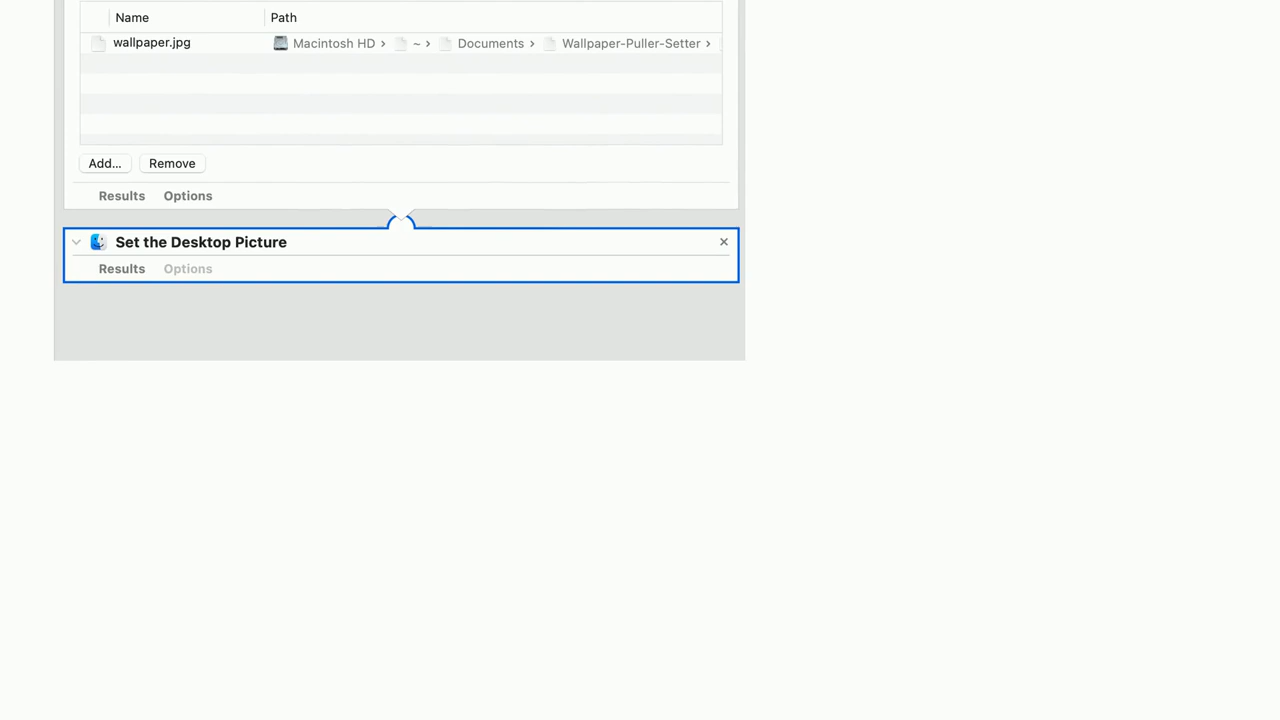 Name Path
wallpaper.jpg Macintosh HD › ~ › Documents › Wallpaper-Puller-Setter ›
Add... Remove
Results Options
Set the Desktop Picture ×
Results Options